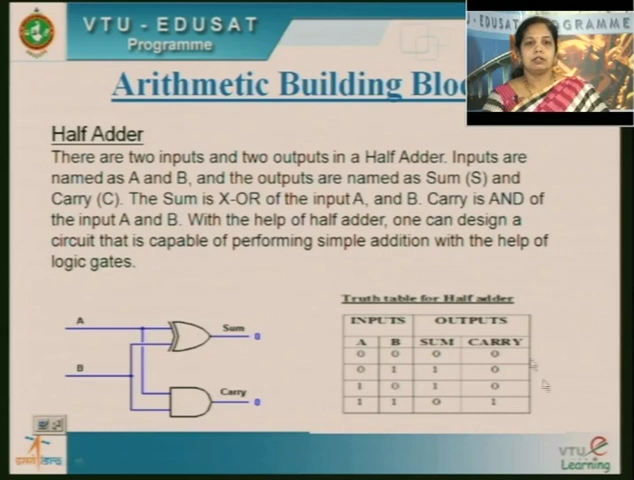 VTU - EDUSAT
Programme
- EDUSAT PROGRAMME
Arithmetic Building
Half Adder
There are two inputs and two outputs in a Half Adder. Inputs are
named as A and B, and the outputs are named as Sum (S) and
Carry (C). The Sum is X-OR of the input A, and B. Carry is AND of
the input A and B. With the help of half adder, one can design a
circuit that is capable of performing simple addition with the help of
logic gates.
A
Sum 0
B
Carry 0
Truth table for Half adder
INPUTS OUTPUTS
A B SUM CARRY
0 0 0 0
0 1 1 0
1 0 1 0
1 1 0 1
VTU e
Learning